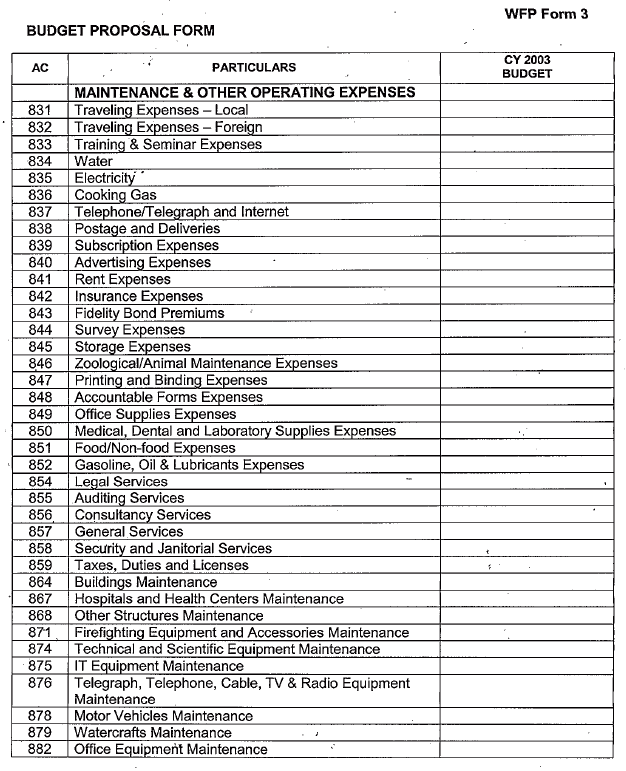 WFP Form 3
BUDGET PROPOSAL FORM
AC PARTICULARS CY 2003 BUDGET
MAINTENANCE & OTHER OPERATING EXPENSES
831 Traveling Expenses – Local
832 Traveling Expenses – Foreign
833 Training & Seminar Expenses
834 Water
835 Electricity
836 Cooking Gas
837 Telephone/Telegraph and Internet
838 Postage and Deliveries
839 Subscription Expenses
840 Advertising Expenses
841 Rent Expenses
842 Insurance Expenses
843 Fidelity Bond Premiums
844 Survey Expenses
845 Storage Expenses
846 Zoological/Animal Maintenance Expenses
847 Printing and Binding Expenses
848 Accountable Forms Expenses
849 Office Supplies Expenses
850 Medical, Dental and Laboratory Supplies Expenses
851 Food/Non-food Expenses
852 Gasoline, Oil & Lubricants Expenses
854 Legal Services
855 Auditing Services
856 Consultancy Services
857 General Services
858 Security and Janitorial Services
859 Taxes, Duties and Licenses
864 Buildings Maintenance
867 Hospitals and Health Centers Maintenance
868 Other Structures Maintenance
871 Firefighting Equipment and Accessories Maintenance
874 Technical and Scientific Equipment Maintenance
875 IT Equipment Maintenance
876 Telegraph, Telephone, Cable, TV & Radio Equipment
Maintenance
878 Motor Vehicles Maintenance
879 Watercrafts Maintenance
882 Office Equipment Maintenance